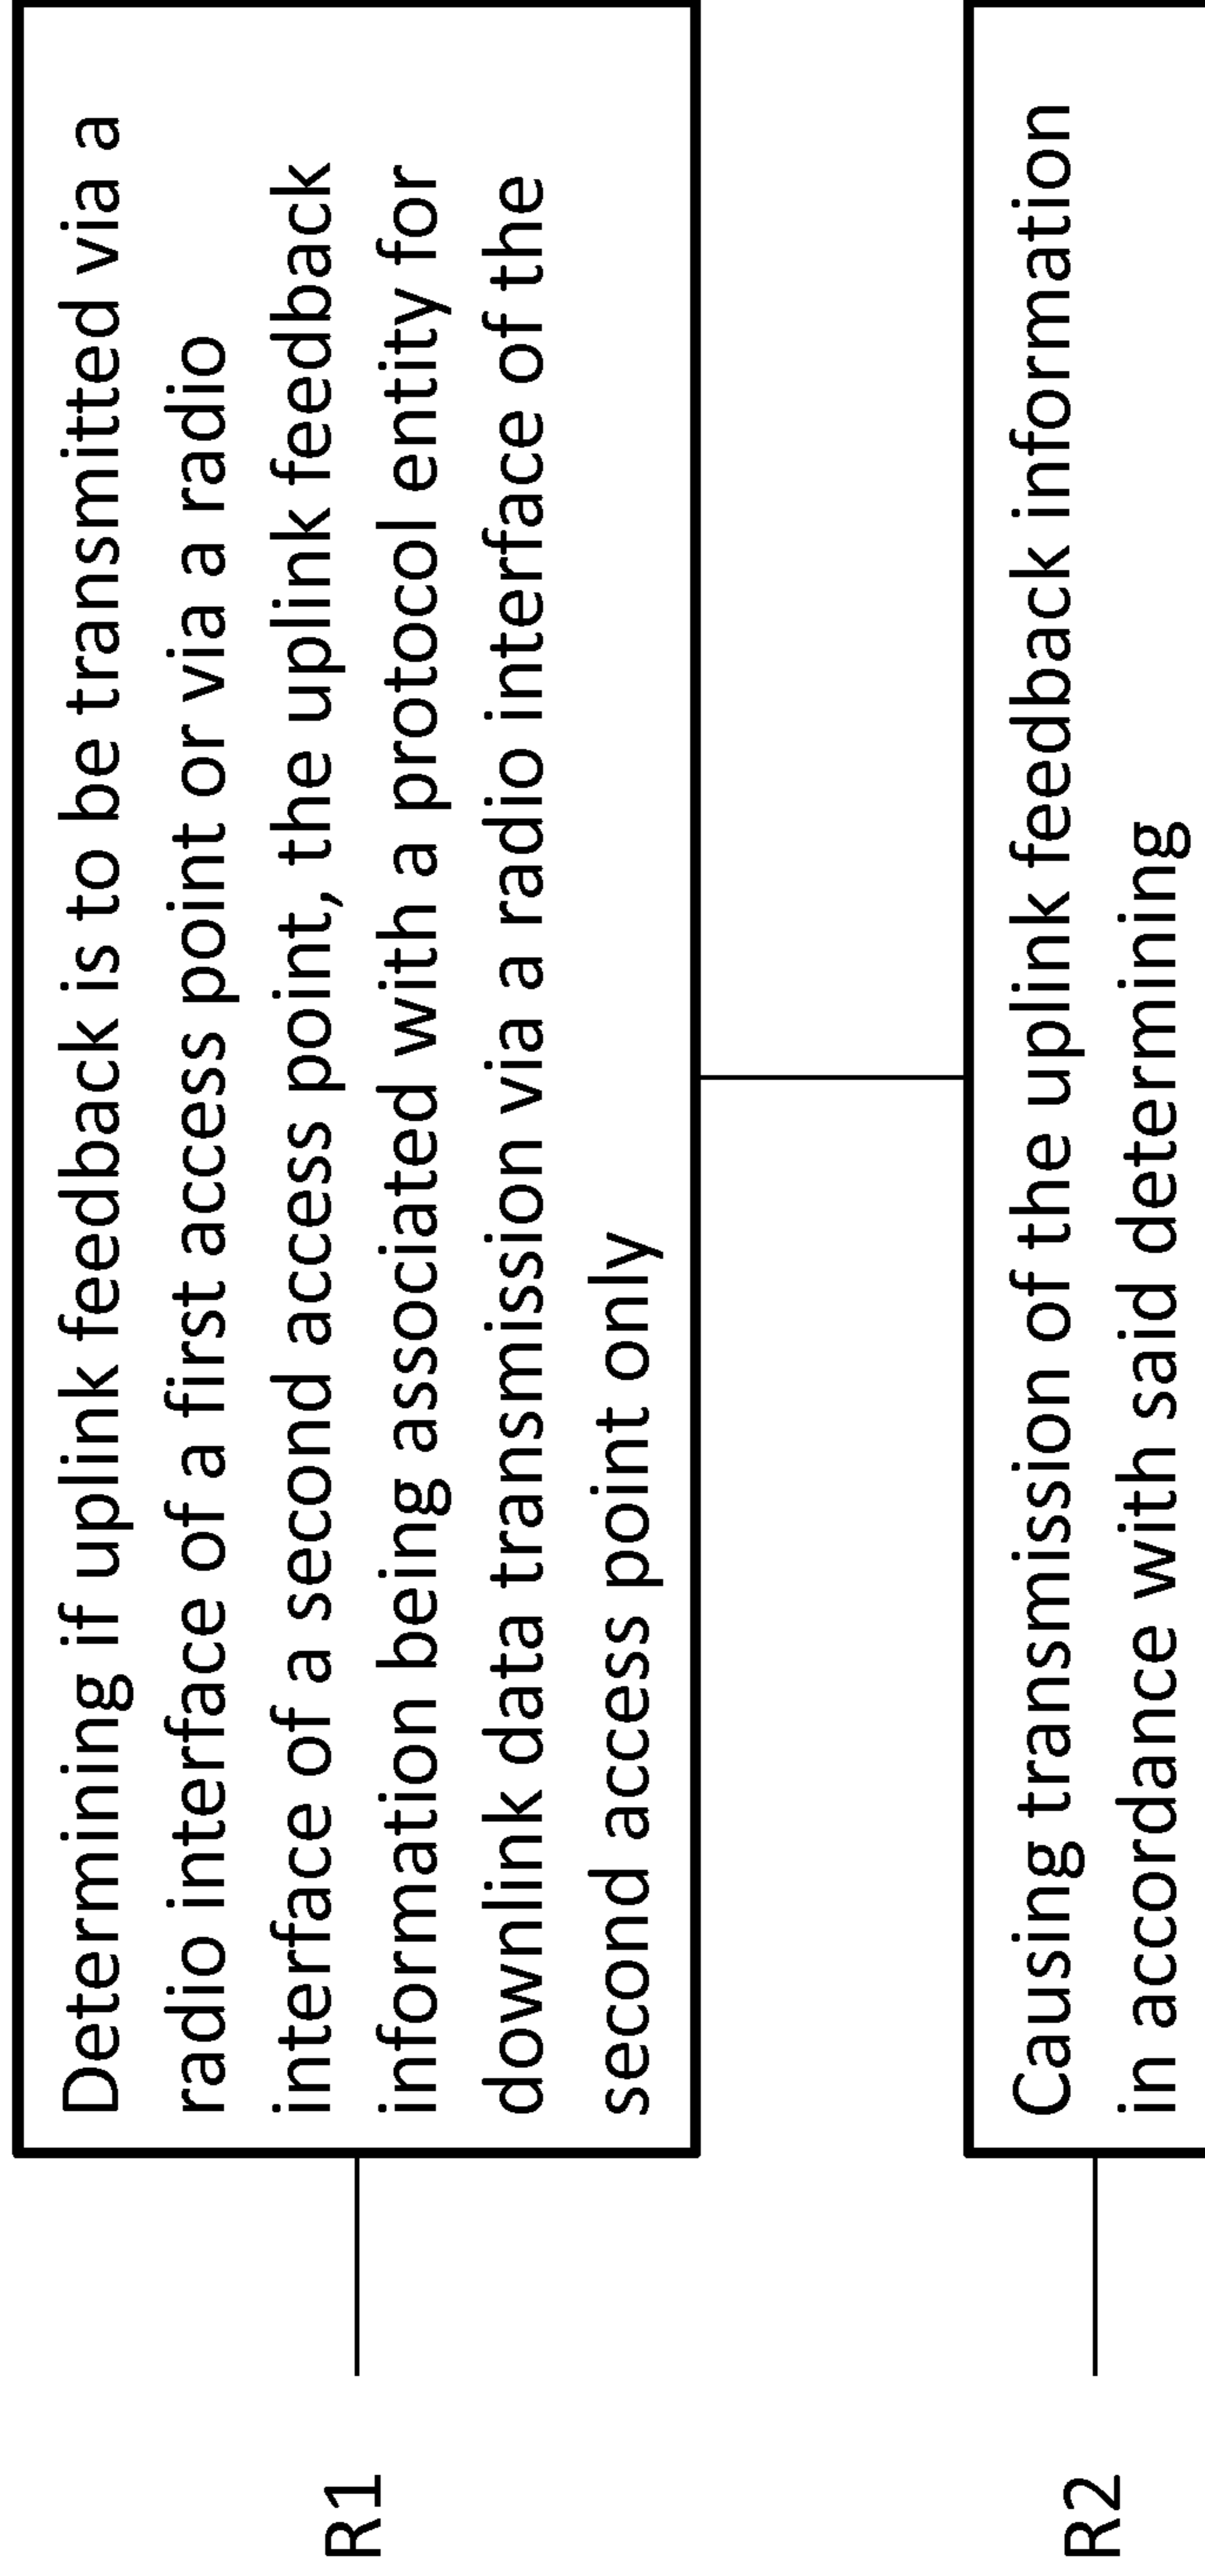 R1
Determining if uplink feedback is to be transmitted via a
radio interface of a first access point or via a radio
interface of a second access point, the uplink feedback
information being associated with a protocol entity for
downlink data transmission via a radio interface of the
second access point only
R2
Causing transmission of the uplink feedback information
in accordance with said determining